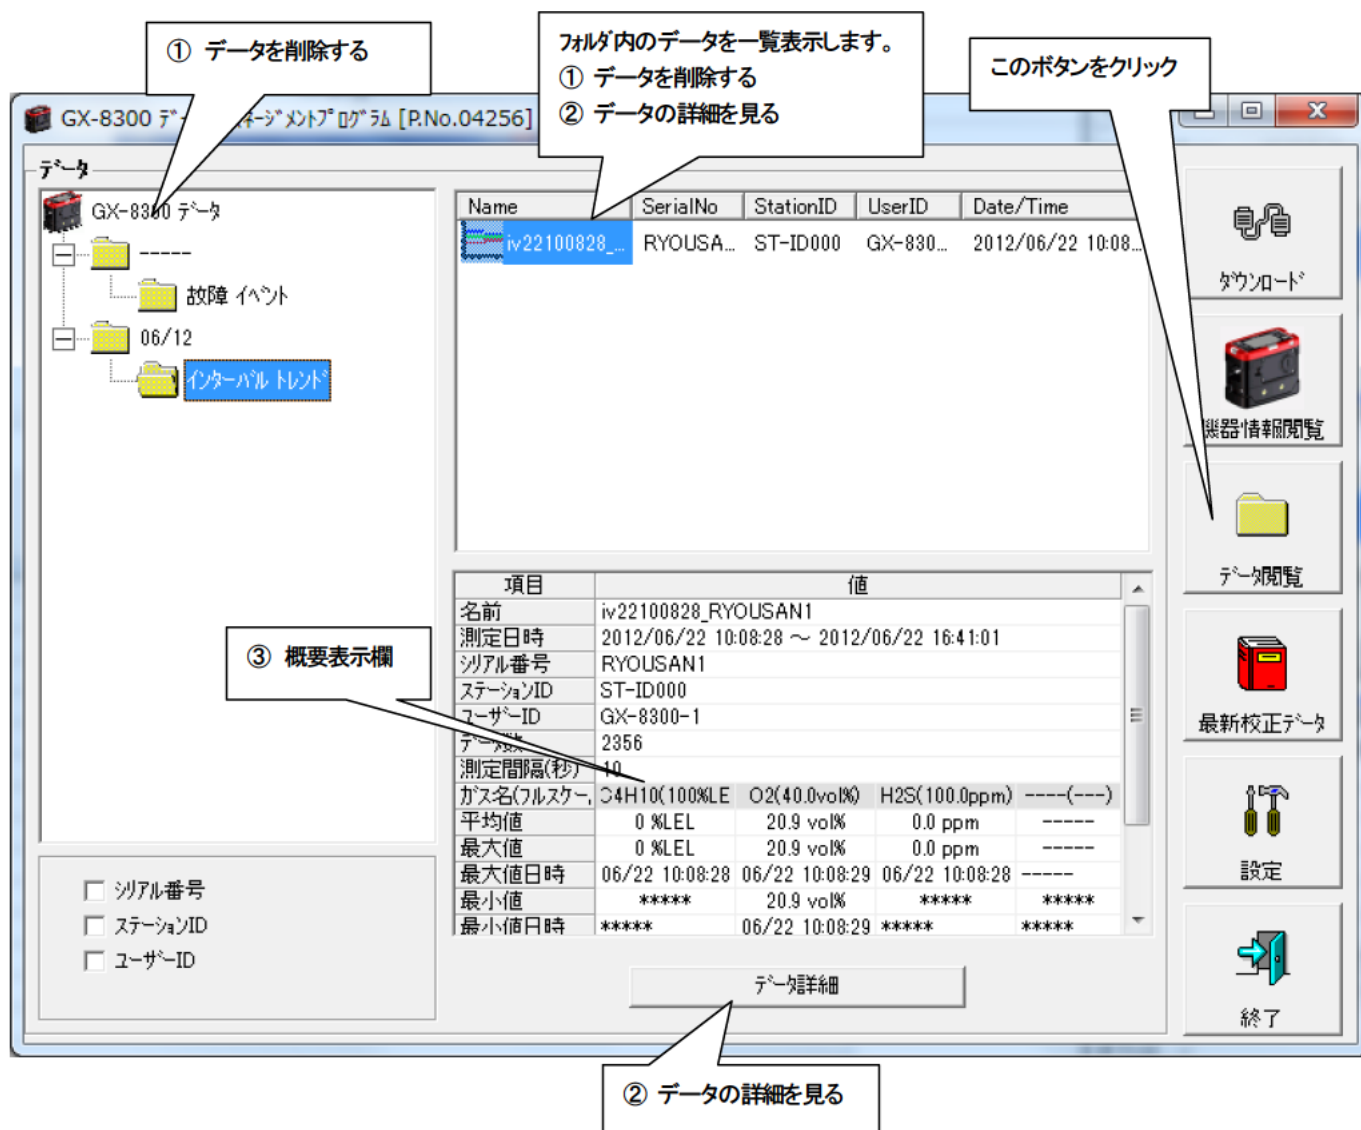 ① データを削除する
フォルダ内のデータを一覧表示します。
① データを削除する
② データの詳細を見る
このボタンをクリック
GX-8300 デ ネージメントプログラム [P.No.04256]
データ
GX-8300 データ
-----
故障 イベント
06/12
インターバル トレンド
Name SerialNo StationID UserID Date/Time
iv22100828_... RYOUSA... ST-ID000 GX-830... 2012/06/22 10:08...
ダウンロード
機器情報閲覧
データ閲覧
最新校正データ
設定
終了
項目 値
名前 iv22100828_RYOUSAN1
測定日時 2012/06/22 10:08:28 ～ 2012/06/22 16:41:01
シリアル番号 RYOUSAN1
ステーションID ST-ID000
ユーザーID GX-8300-1
データ数 2356
測定間隔(秒) 10
ガス名(フルスケー, C4H10(100%LE O2(40.0vol%) H2S(100.0ppm) ----(---)
平均値 0 %LEL 20.9 vol% 0.0 ppm -----
最大値 0 %LEL 20.9 vol% 0.0 ppm -----
最大値日時 06/22 10:08:28 06/22 10:08:29 06/22 10:08:28 -----
最小値 ***** 20.9 vol% ***** *****
最小値日時 ***** 06/22 10:08:29 ***** *****
③ 概要表示欄
シリアル番号
ステーションID
ユーザーID
データ詳細
② データの詳細を見る